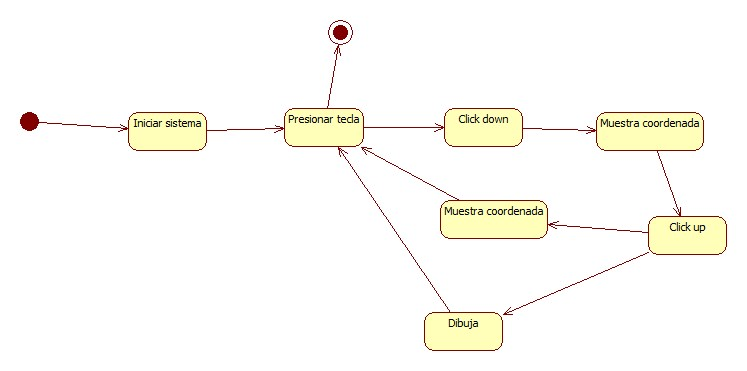 Iniciar sistema
Presionar tecla
Click down
Muestra coordenada
Muestra coordenada
Click up
Dibuja